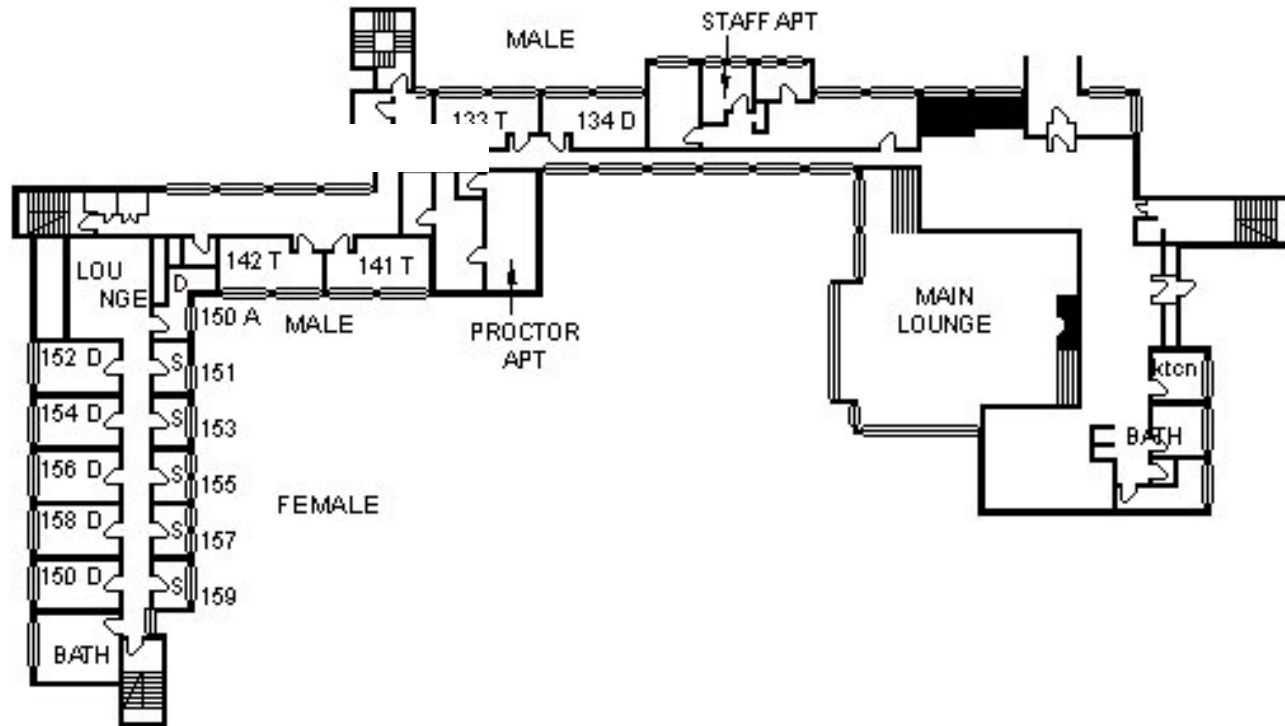 STAFF APT
MALE
133 T
134 D
142 T
141 T
LOU
NGE
D
150 A
MALE
PROCTOR
APT
MAIN
LOUNGE
152 D
S
151
ktcn
154 D
S
153
BATH
156 D
S
155
FEMALE
158 D
S
157
150 D
S
159
BATH